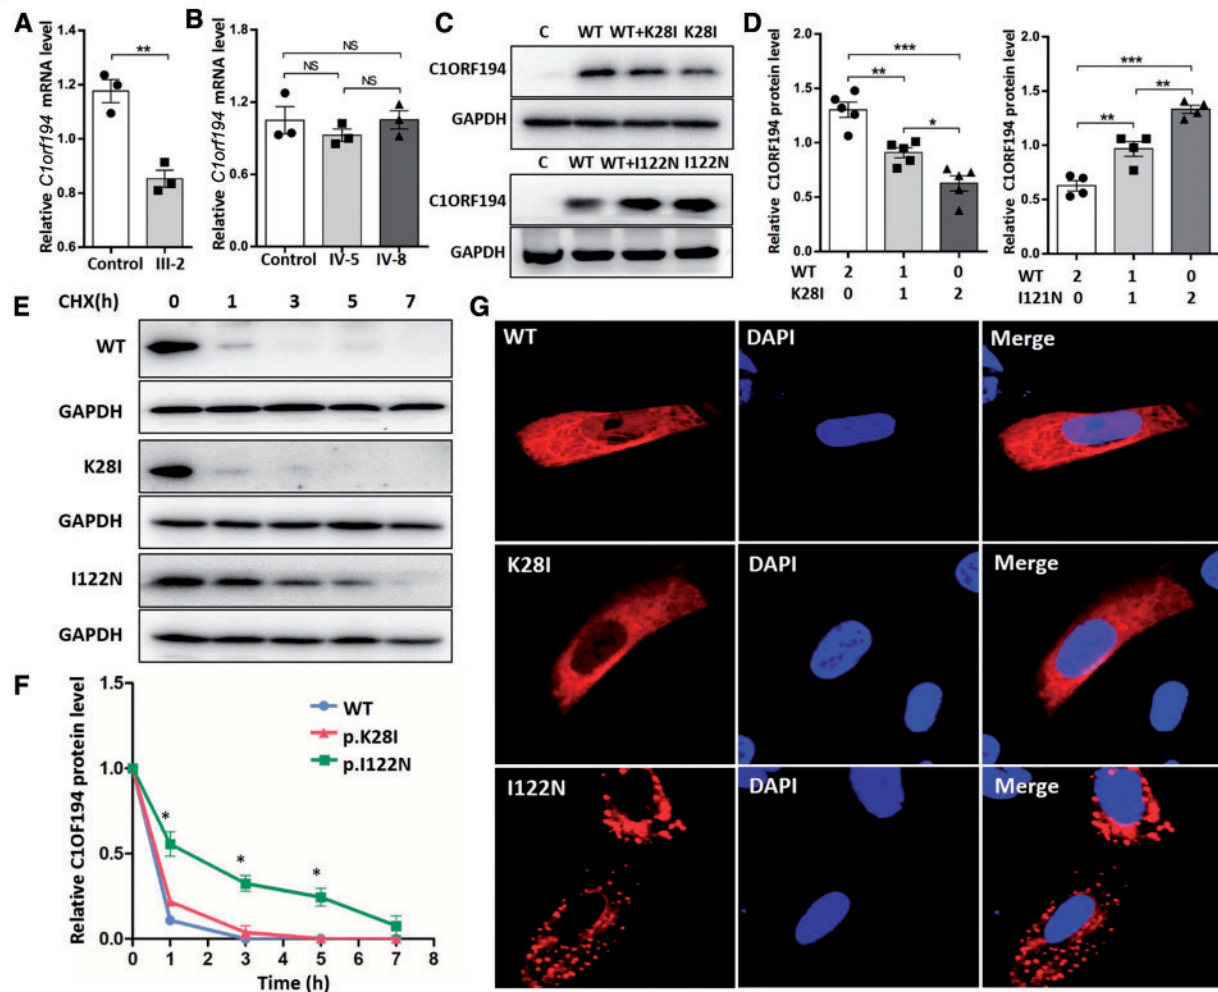 A
Relative C1orf194 mRNA level
1.4
1.2
1.0
0.8
0.6
**
Control III-2
B
Relative C1orf194 mRNA level
1.8
1.2
0.6
0.0
NS
NS
NS
Control IV-5 IV-8
C
C WT WT+K28I K28I
C1ORF194
GAPDH
C WT WT+I122N I122N
C1ORF194
GAPDH
D
Relative C1ORF194 protein level
2.0
1.5
1.0
0.5
0.0
***
**
*
WT 2 1 0
K28I 0 1 2
Relative C1ORF194 protein level
2.0
1.5
1.0
0.5
0.0
***
**
**
WT 2 1 0
I121N 0 1 2
E
CHX(h) 0 1 3 5 7
WT
GAPDH
K28I
GAPDH
I122N
GAPDH
F
Relative C1OF194 protein level
1.5
1.0
0.5
0.0
WT
p.K28I
p.I122N
*
*
*
0 1 2 3 4 5 6 7 8
Time (h)
G
WT DAPI Merge
K28I DAPI Merge
I122N DAPI Merge